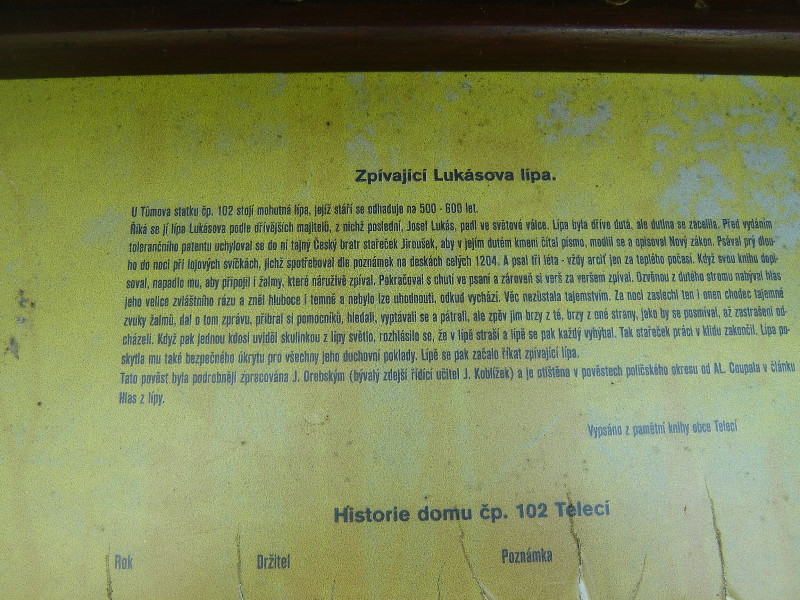 Zpívající Lukásova lípa.
U Tůmova statku čp. 102 stojí mohutná lípa, jejíž stáří se odhaduje na 500 - 600 let.
Říká se jí lípa Lukásova podle dřívějších majitelů, z nichž poslední, Josef Lukás, padl ve světové válce. Lípa byla dříve dutá, ale dutina se zacelila. Před vydáním
tolerančního patentu uchyloval se do ní tajný Český bratr stařeček Jiroušek, aby v jejím dutém kmeni čítal písmo, modlil se a opisoval Nový zákon. Psával prý dlou-
ho do noci při lojových svíčkách, jichž spotřeboval dle poznámek na deskách celých 1204. A psal tři léta - vždy arciť jen za teplého počasí. Když svou knihu dopi-
soval, napadlo mu, aby připojil i žalmy, které náruživě zpíval. Pokračoval s chutí ve psaní a zároveň si verš za veršem zpíval. Ozvěnou z dutého stromu nabýval hlas
jeho velice zvláštního rázu a zněl hluboce i temně a nebylo lze uhodnouti, odkud vychází. Věc nezůstala tajemstvím. Za noci zaslechl ten i onen chodec tajemné
zvuky žalmů, dal o tom zprávu, přibral si pomocníků, hledali, vyptávali se a pátrali, ale zpěv jim brzy z té, brzy z oné strany, jako by se posmíval, až zastrašení od-
cházeli. Když pak jednou kdosi uviděl skulinkou z lípy světlo, rozhlásilo se, že v lípě straší a lípě se pak každý vyhýbal. Tak stařeček práci v klidu zakončil. Lípa po-
skytla mu také bezpečného úkrytu pro všechny jeho duchovní poklady. Lípě se pak začalo říkat zpívající lípa.
Tato pověst byla podrobněji zpracována J. Orebským (bývalý zdejší řídící učitel J. Koblížek) a je otištěna v pověstech poličského okresu od AL. Coupala v článku
Hlas z lípy.
Vypsáno z pamětní knihy obce Telecí
Historie domu čp. 102 Telecí
Rok Držitel Poznámka